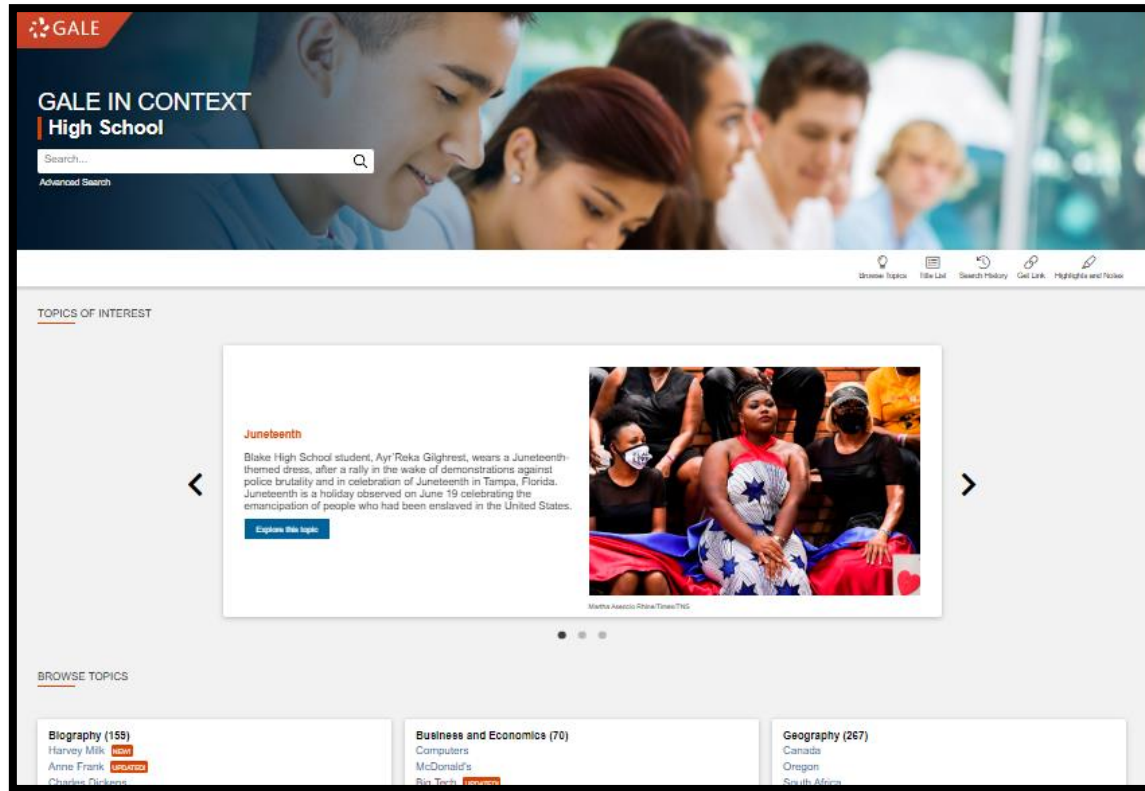 GALE
GALE IN CONTEXT
High School
Search...
Advanced Search
Browse Topics
Title List
Search History
Get Link
Highlights and Notes
TOPICS OF INTEREST
Juneteenth
Blake High School student, Ayr'Reka Gilghrest, wears a Juneteenth-
themed dress, after a rally in the wake of demonstrations against
police brutality and in celebration of Juneteenth in Tampa, Florida.
Juneteenth is a holiday observed on June 19 celebrating the
emancipation of people who had been enslaved in the United States.
Explore this topic
Martha Asencio Rhine/Times/TNS
BROWSE TOPICS
Biography (159)
Harvey Milk NEW!
Anne Frank UPDATED!
Charles Dickens
Business and Economics (70)
Computers
McDonald's
Big Tech UPDATED!
Geography (267)
Canada
Oregon
South Africa